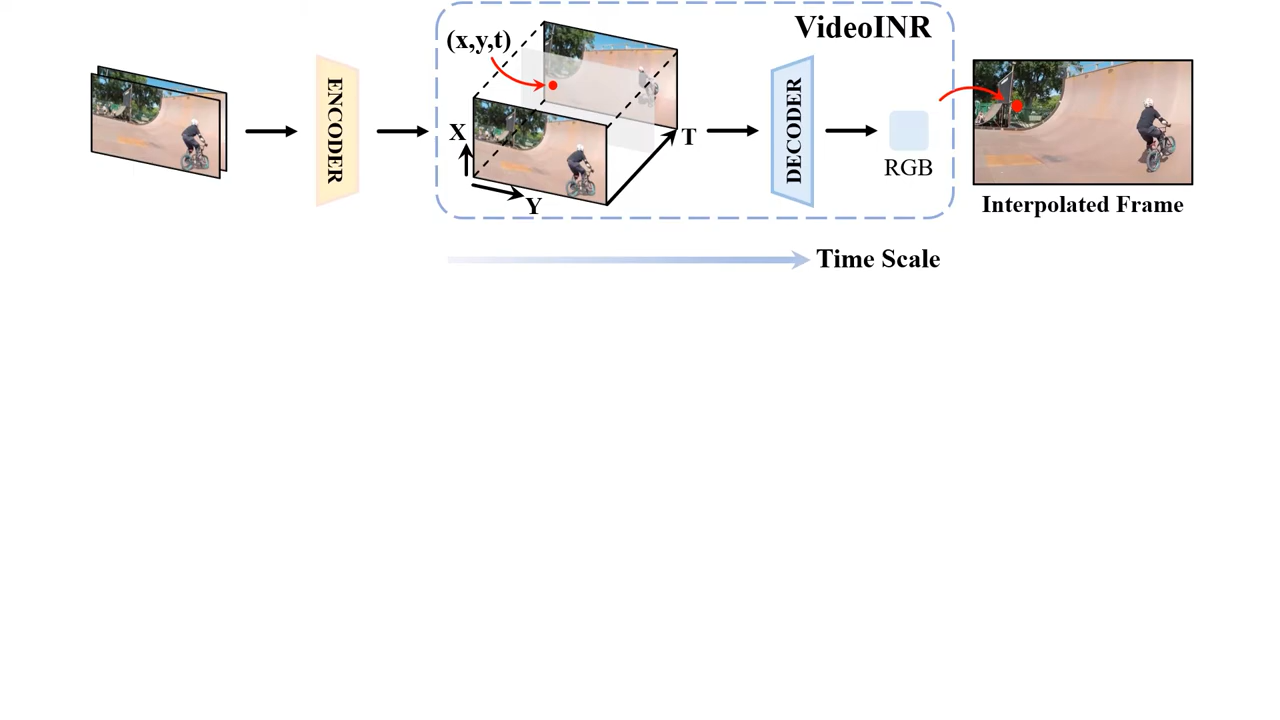 VideoINR
(x,y,t)
ENCODER
X
Y
T
DECODER
RGB
Interpolated Frame
Time Scale